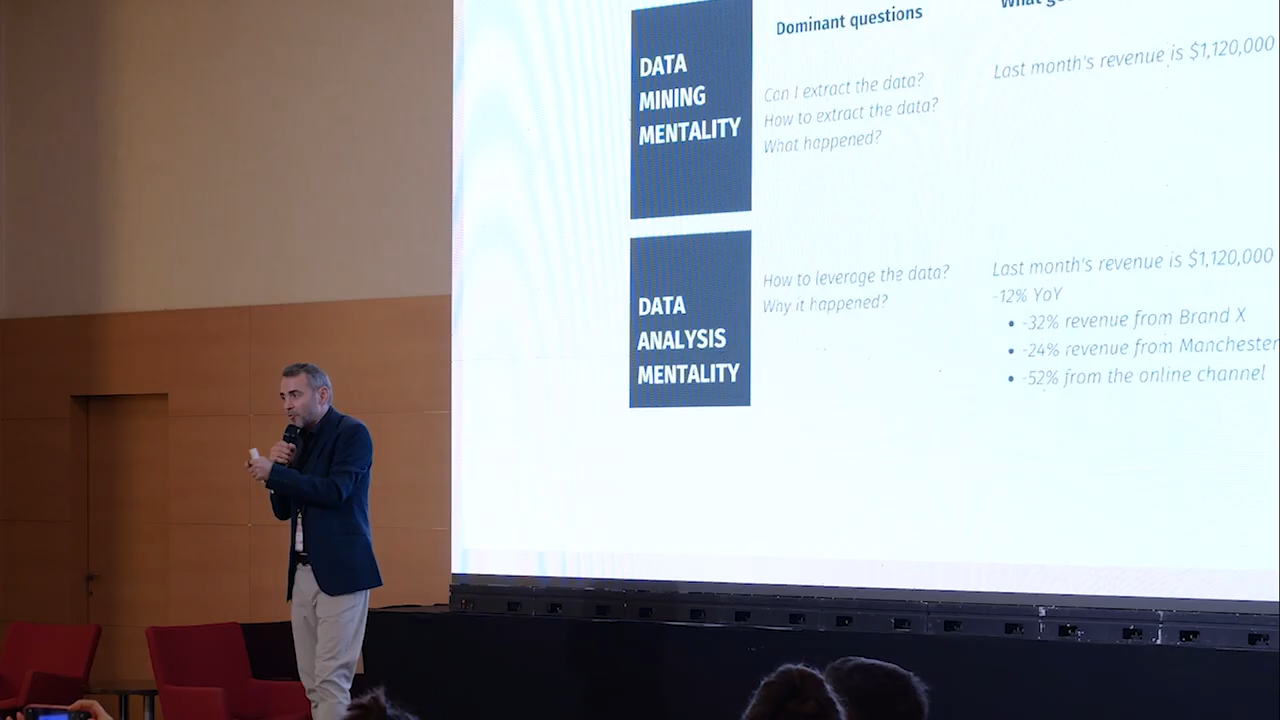 Dominant questions
What
DATA
MINING
MENTALITY
Can I extract the data?
How to extract the data?
What happened?
Last month's revenue is $1,120,000
DATA
ANALYSIS
MENTALITY
How to leverage the data?
Why it happened?
Last month's revenue is $1,120,000
-12% YoY
• -32% revenue from Brand X
• -24% revenue from Manchester
• -52% from the online channel